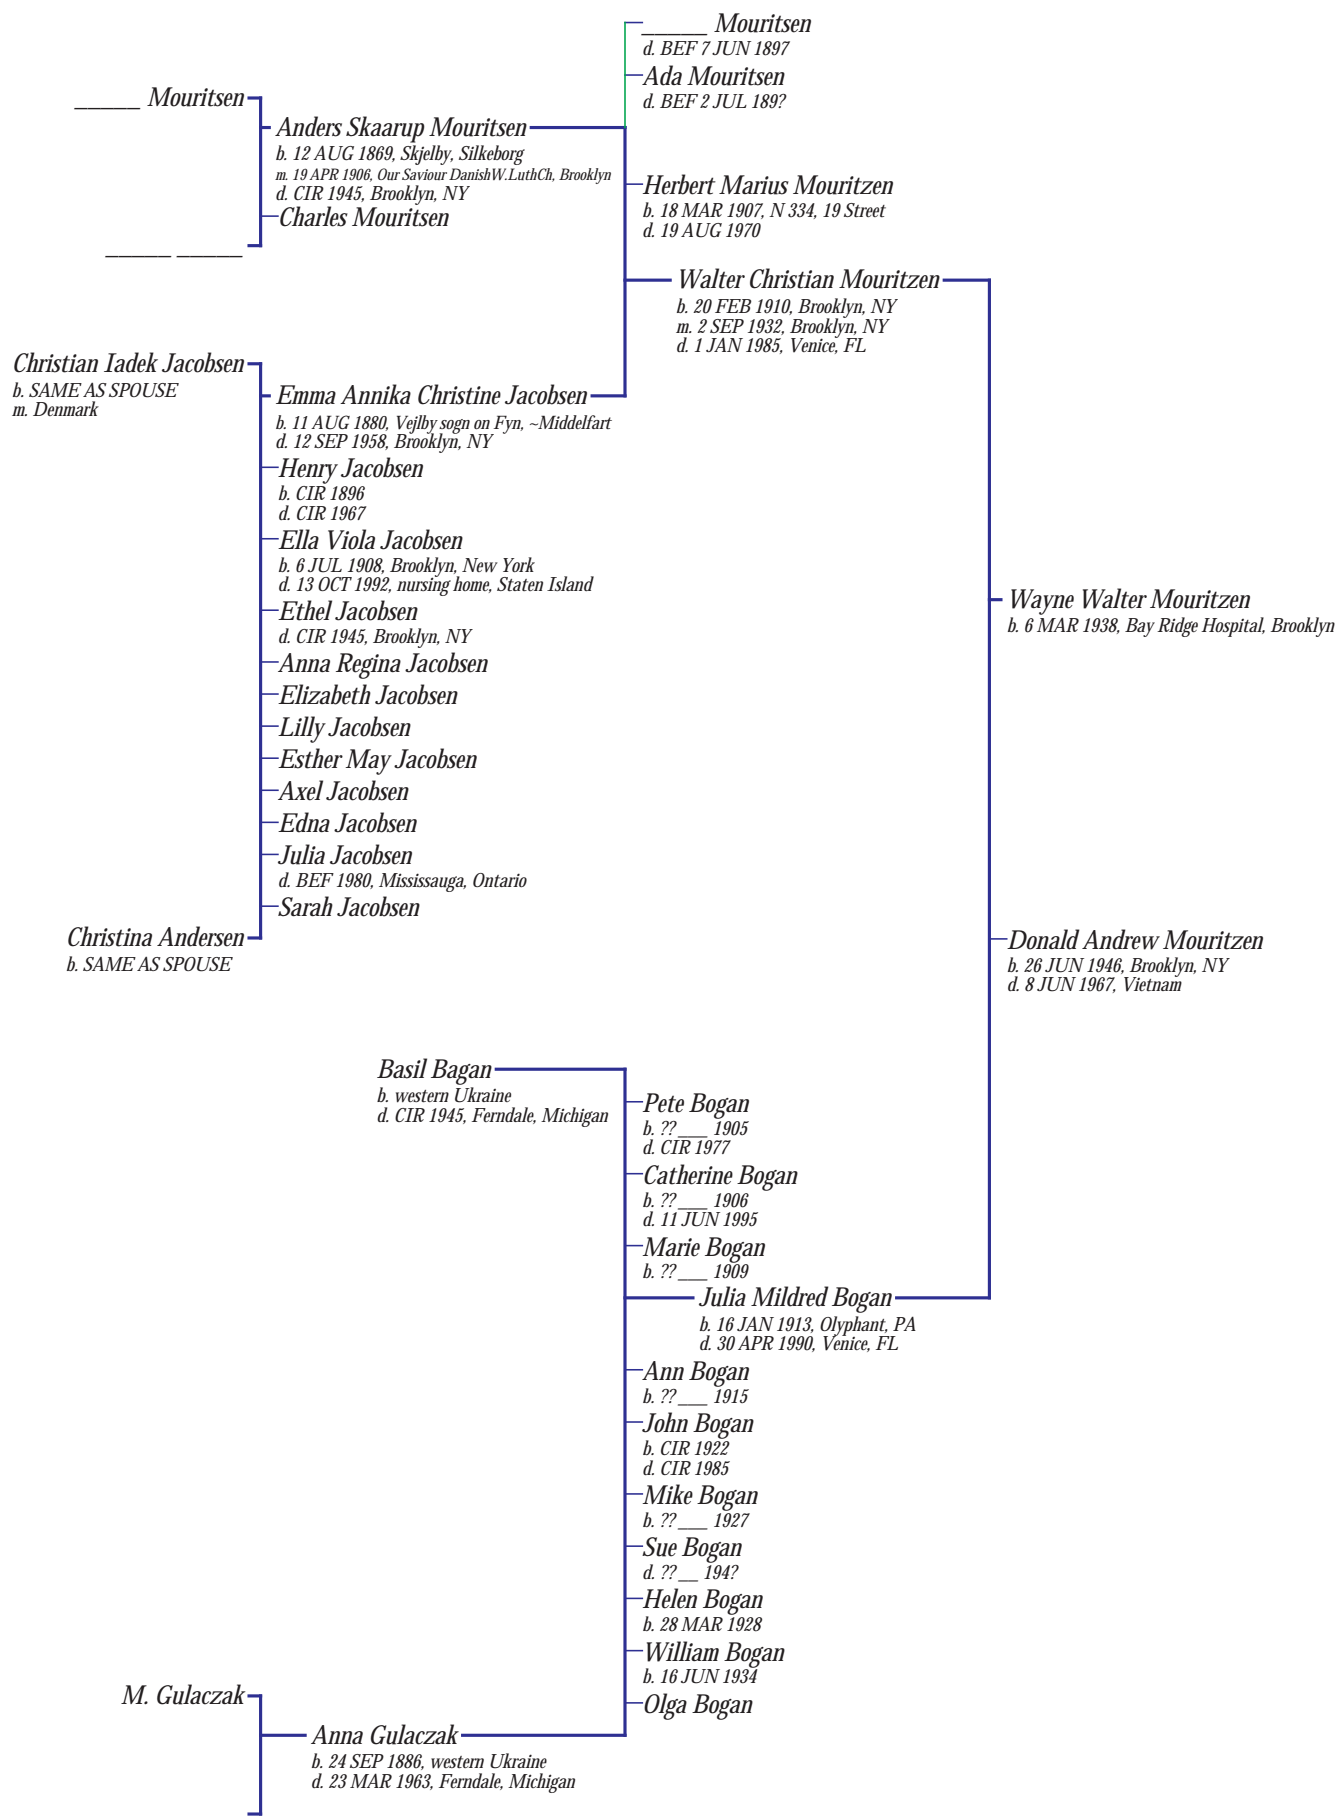 _____ Mouritsen
d. BEF 7 JUN 1897
Ada Mouritsen
d. BEF 2 JUL 189?
_____ Mouritsen
Anders Skaarup Mouritsen
b. 12 AUG 1869, Skjelby, Silkeborg
m. 19 APR 1906, Our Saviour DanishW.LuthCh, Brooklyn
d. CIR 1945, Brooklyn, NY
Charles Mouritsen
_____ _____
Herbert Marius Mouritzen
b. 18 MAR 1907, N 334, 19 Street
d. 19 AUG 1970
Walter Christian Mouritzen
b. 20 FEB 1910, Brooklyn, NY
m. 2 SEP 1932, Brooklyn, NY
d. 1 JAN 1985, Venice, FL
Christian Iadek Jacobsen
b. SAME AS SPOUSE
m. Denmark
Emma Annika Christine Jacobsen
b. 11 AUG 1880, Vejlby sogn on Fyn, ~Middelfart
d. 12 SEP 1958, Brooklyn, NY
Henry Jacobsen
b. CIR 1896
d. CIR 1967
Ella Viola Jacobsen
b. 6 JUL 1908, Brooklyn, New York
d. 13 OCT 1992, nursing home, Staten Island
Ethel Jacobsen
d. CIR 1945, Brooklyn, NY
Anna Regina Jacobsen
Elizabeth Jacobsen
Lilly Jacobsen
Esther May Jacobsen
Axel Jacobsen
Edna Jacobsen
Julia Jacobsen
d. BEF 1980, Mississauga, Ontario
Sarah Jacobsen
Christina Andersen
b. SAME AS SPOUSE
Wayne Walter Mouritzen
b. 6 MAR 1938, Bay Ridge Hospital, Brooklyn
Donald Andrew Mouritzen
b. 26 JUN 1946, Brooklyn, NY
d. 8 JUN 1967, Vietnam
Basil Bagan
b. western Ukraine
d. CIR 1945, Ferndale, Michigan
Pete Bogan
b. ?? ___ 1905
d. CIR 1977
Catherine Bogan
b. ?? ___ 1906
d. 11 JUN 1995
Marie Bogan
b. ?? ___ 1909
Julia Mildred Bogan
b. 16 JAN 1913, Olyphant, PA
d. 30 APR 1990, Venice, FL
Ann Bogan
b. ?? ___ 1915
John Bogan
b. CIR 1922
d. CIR 1985
Mike Bogan
b. ?? ___ 1927
Sue Bogan
d. ?? __ 194?
Helen Bogan
b. 28 MAR 1928
William Bogan
b. 16 JUN 1934
Olga Bogan
M. Gulaczak
Anna Gulaczak
b. 24 SEP 1886, western Ukraine
d. 23 MAR 1963, Ferndale, Michigan